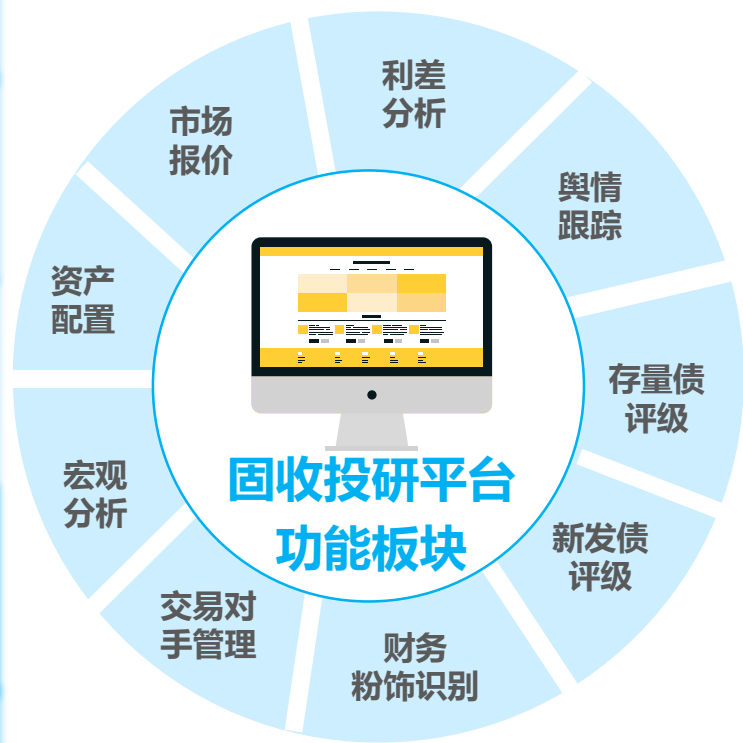 利差
分析
舆情
跟踪
存量债
评级
新发债
评级
财务
粉饰识别
交易对
手管理
宏观
分析
资产
配置
市场
报价
固收投研平台
功能板块